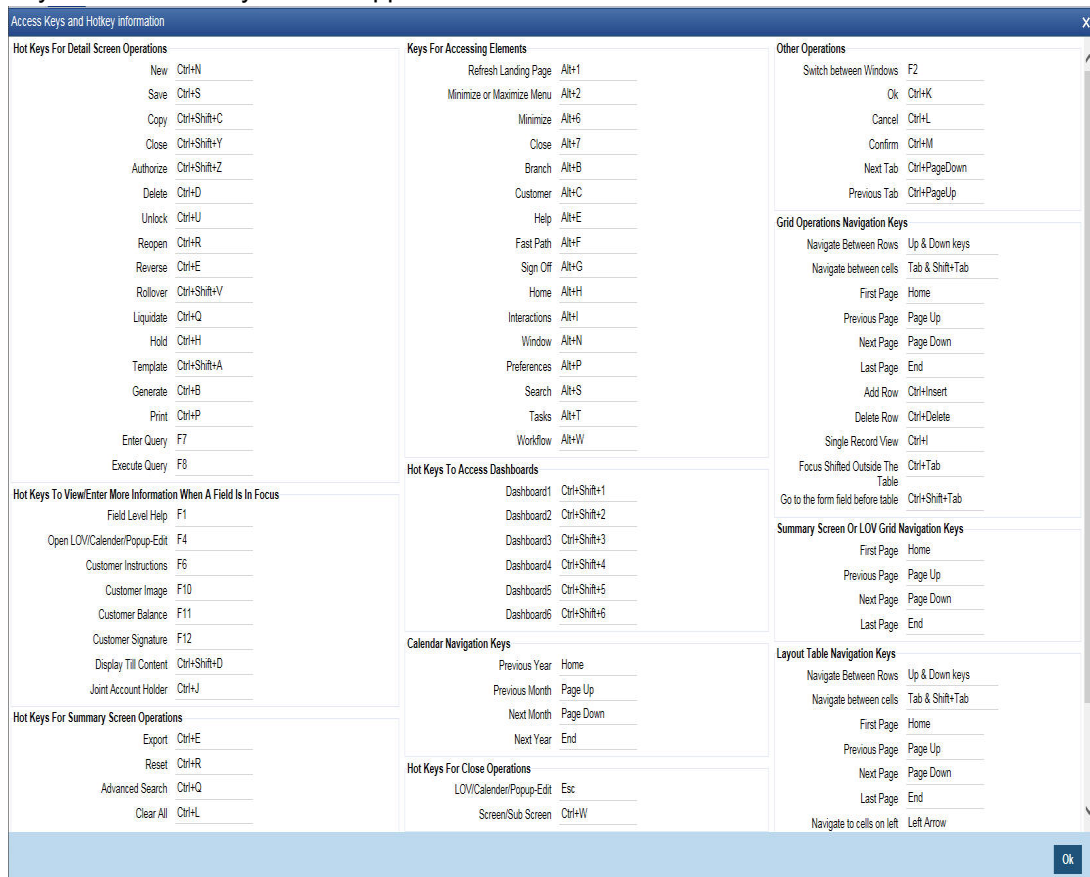 Access Keys and Hotkey information X
Hot Keys For Detail Screen Operations
New Ctrl+N
Save Ctrl+S
Copy Ctrl+Shift+C
Close Ctrl+Shift+Y
Authorize Ctrl+Shift+Z
Delete Ctrl+D
Unlock Ctrl+U
Reopen Ctrl+R
Reverse Ctrl+E
Rollover Ctrl+Shift+V
Liquidate Ctrl+Q
Hold Ctrl+H
Template Ctrl+Shift+A
Generate Ctrl+B
Print Ctrl+P
Enter Query F7
Execute Query F8
Hot Keys To View/Enter More Information When A Field Is In Focus
Field Level Help F1
Open LOV/Calender/Popup-Edit F4
Customer Instructions F6
Customer Image F10
Customer Balance F11
Customer Signature F12
Display Till Content Ctrl+Shift+D
Joint Account Holder Ctrl+J
Hot Keys For Summary Screen Operations
Export Ctrl+E
Reset Ctrl+R
Advanced Search Ctrl+Q
Clear All Ctrl+L
Keys For Accessing Elements
Refresh Landing Page Alt+1
Minimize or Maximize Menu Alt+2
Minimize Alt+6
Close Alt+7
Branch Alt+B
Customer Alt+C
Help Alt+E
Fast Path Alt+F
Sign Off Alt+G
Home Alt+H
Interactions Alt+I
Window Alt+N
Preferences Alt+P
Search Alt+S
Tasks Alt+T
Workflow Alt+W
Hot Keys To Access Dashboards
Dashboard1 Ctrl+Shift+1
Dashboard2 Ctrl+Shift+2
Dashboard3 Ctrl+Shift+3
Dashboard4 Ctrl+Shift+4
Dashboard5 Ctrl+Shift+5
Dashboard6 Ctrl+Shift+6
Calendar Navigation Keys
Previous Year Home
Previous Month Page Up
Next Month Page Down
Next Year End
Hot Keys For Close Operations
LOV/Calender/Popup-Edit Esc
Screen/Sub Screen Ctrl+W
Other Operations
Switch between Windows F2
Ok Ctrl+K
Cancel Ctrl+L
Confirm Ctrl+M
Next Tab Ctrl+PageDown
Previous Tab Ctrl+PageUp
Grid Operations Navigation Keys
Navigate Between Rows Up & Down keys
Navigate between cells Tab & Shift+Tab
First Page Home
Previous Page Page Up
Next Page Page Down
Last Page End
Add Row Ctrl+Insert
Delete Row Ctrl+Delete
Single Record View Ctrl+I
Focus Shifted Outside The Ctrl+Tab
Table
Go to the form field before table Ctrl+Shift+Tab
Summary Screen Or LOV Grid Navigation Keys
First Page Home
Previous Page Page Up
Next Page Page Down
Last Page End
Layout Table Navigation Keys
Navigate Between Rows Up & Down keys
Navigate between cells Tab & Shift+Tab
First Page Home
Previous Page Page Up
Next Page Page Down
Last Page End
Navigate to cells on left Left Arrow
Ok